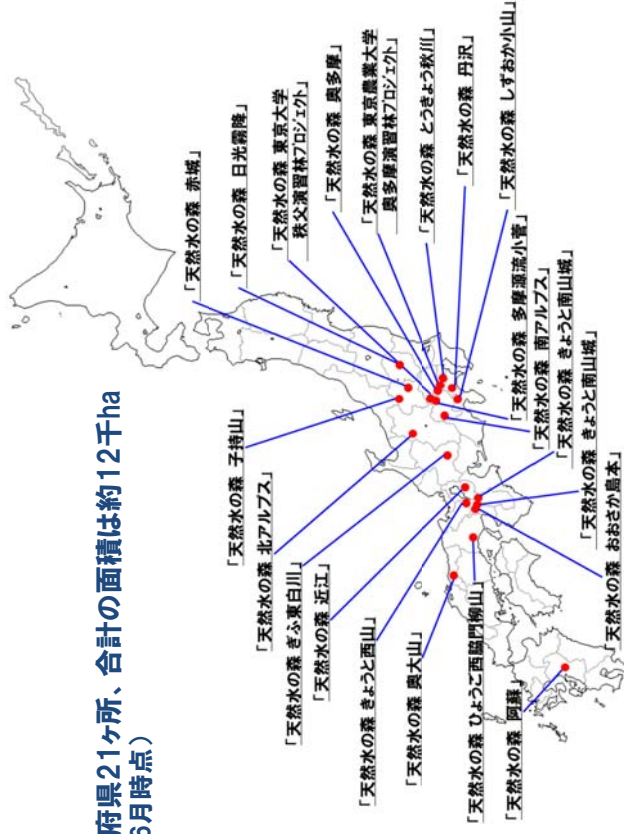 府県21ヶ所、合計の面積は約12千ha
6月時点）
「天然水の森 赤城」
「天然水の森 日光霧降」
「天然水の森 東京大学
秩父演習林プロジェクト」
「天然水の森 奥多摩」
「天然水の森 東京農業大学
奥多摩演習林プロジェクト」
「天然水の森 とうきょう秋川」
「天然水の森 丹沢」
「天然水の森 しずおか小山」
「天然水の森 多摩源流小菅」
「天然水の森 南アルプス」
「天然水の森 きょうと南山城」
「天然水の森 きょうと南山城」
「天然水の森 おおさか島本」
「天然水の森 子持山」
「天然水の森 北アルプス」
「天然水の森 ぎふ東白川」
「天然水の森 近江」
「天然水の森 きょうと西山」
「天然水の森 奥大山」
「天然水の森 ひょうご西脇門柳山」
「天然水の森 阿蘇」